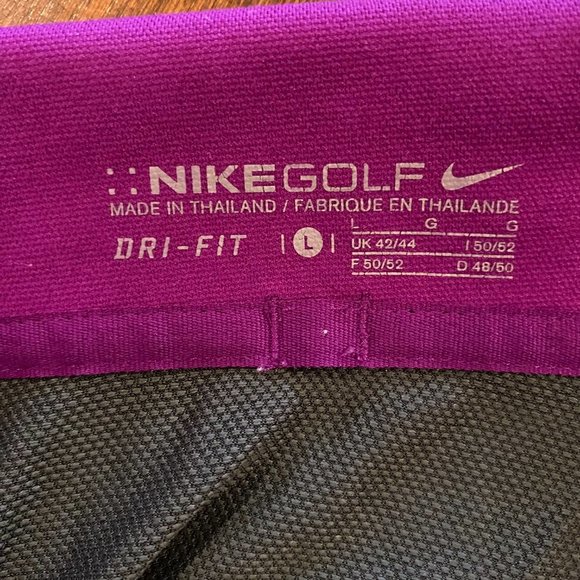 NIKEGOLF
MADE IN THAILAND / FABRIQUE EN THAILANDE
DRI-FIT | L |
L G G
UK 42/44 I 50/52
F 50/52 D 48/50